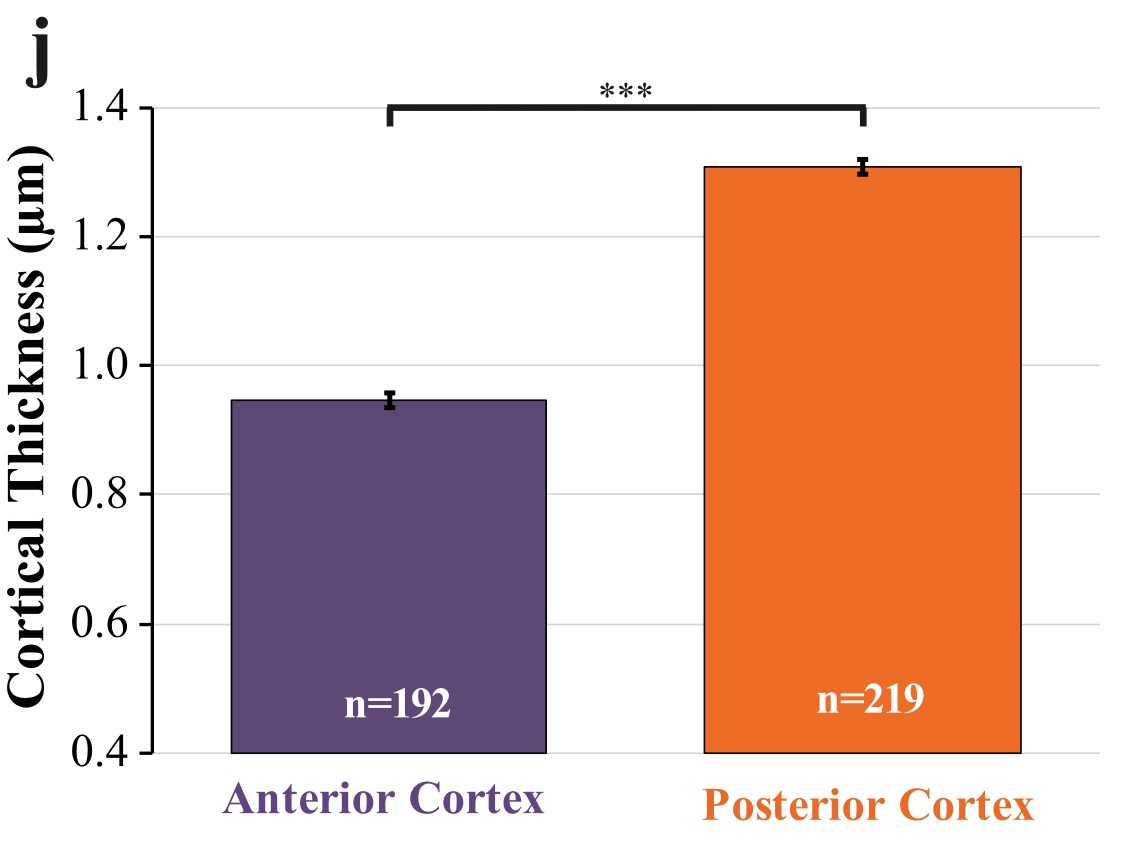 j
***
1.4
1.2
1.0
0.8
0.6
0.4
Cortical Thickness (µm)
n=192
n=219
Anterior Cortex
Posterior Cortex